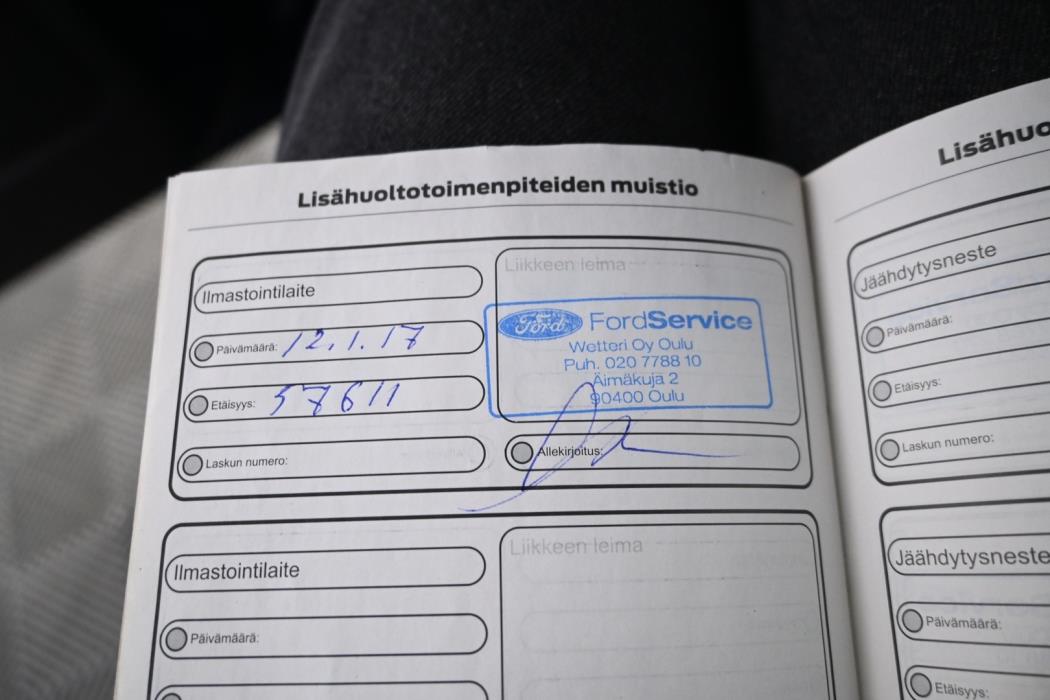 Lisähuoltotoimenpiteiden muistio
Ilmastointilaite
Päivämäärä: 12.1.17
Etäisyys: 57611
Laskun numero:
Liikkeen leima
Ford FordService
Wetteri Oy Oulu
Puh. 020 7788 10
Äimäkuja 2
90400 Oulu
Allekirjoitus:
Ilmastointilaite
Päivämäärä:
Liikkeen leima
Lisähuo
Jäähdytysneste
Päivämäärä:
Etäisyys:
Laskun numero:
Jäähdytysneste
Päivämäärä:
Etäisyys: